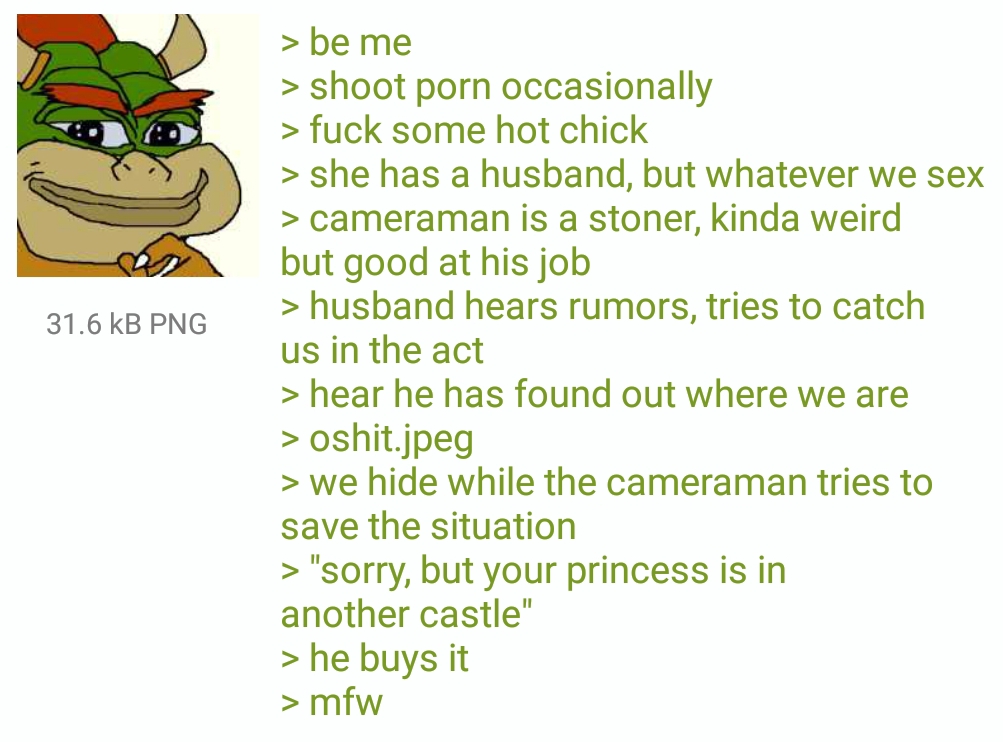 > be me
> shoot porn occasionally
> fuck some hot chick
> she has a husband, but whatever we sex
> cameraman is a stoner, kinda weird
but good at his job
> husband hears rumors, tries to catch
us in the act
> hear he has found out where we are
> oshit.jpeg
> we hide while the cameraman tries to
save the situation
> "sorry, but your princess is in
another castle"
> he buys it
> mfw
31.6 kB PNG